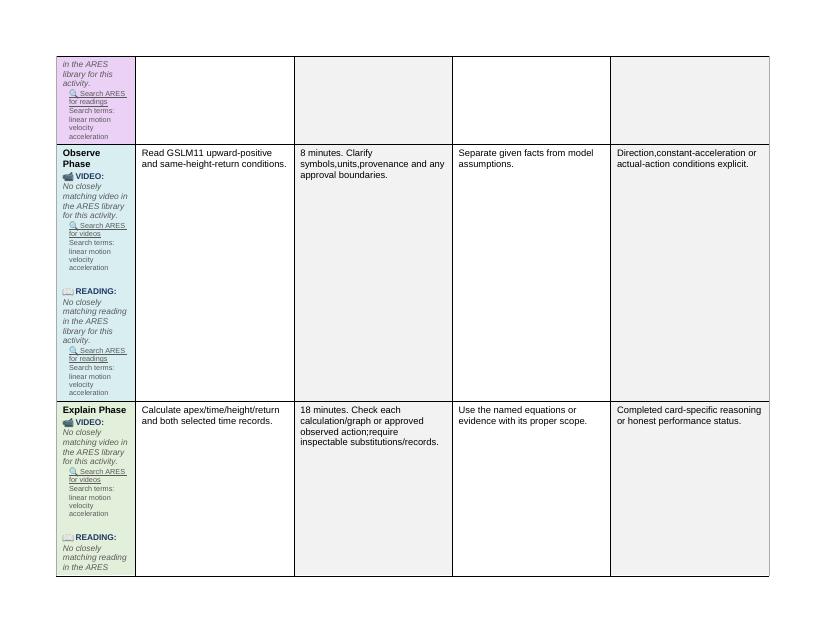 in the ARES
library for this
activity.
🔍 Search ARES
for readings
Search terms:
linear motion
velocity
acceleration
Observe
Phase
📹 VIDEO:
No closely
matching video in
the ARES library
for this activity.
🔍 Search ARES
for videos
Search terms:
linear motion
velocity
acceleration
📖 READING:
No closely
matching reading
in the ARES
library for this
activity.
🔍 Search ARES
for readings
Search terms:
linear motion
velocity
acceleration
Read GSLM11 upward-positive
and same-height-return conditions.
8 minutes. Clarify
symbols,units,provenance and any
approval boundaries.
Separate given facts from model
assumptions.
Direction,constant-acceleration or
actual-action conditions explicit.
Explain Phase
📹 VIDEO:
No closely
matching video in
the ARES library
for this activity.
🔍 Search ARES
for videos
Search terms:
linear motion
velocity
acceleration
📖 READING:
No closely
matching reading
in the ARES
Calculate apex/time/height/return
and both selected time records.
18 minutes. Check each
calculation/graph or approved
observed action;require
inspectable substitutions/records.
Use the named equations or
evidence with its proper scope.
Completed card-specific reasoning
or honest performance status.